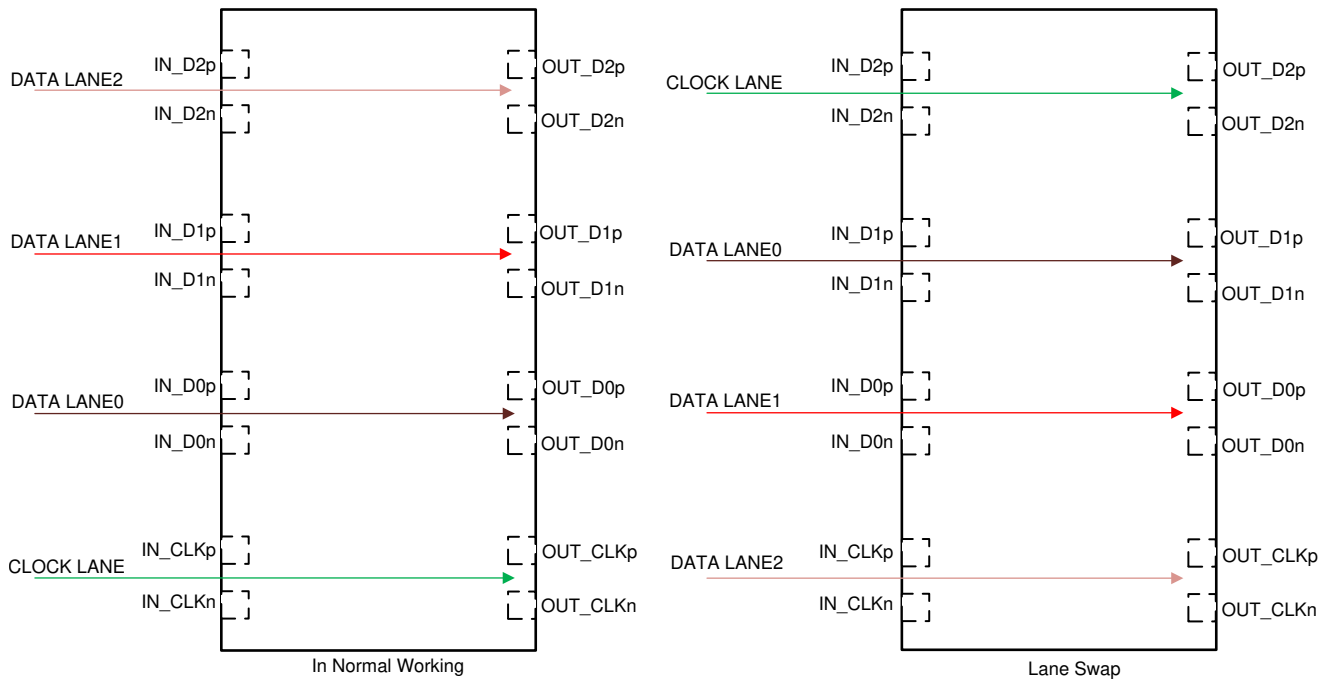 IN_D2p
OUT_D2p
DATA LANE2
IN_D2n
OUT_D2n
IN_D1p
OUT_D1p
DATA LANE1
IN_D1n
OUT_D1n
IN_D0p
OUT_D0p
DATA LANE0
IN_D0n
OUT_D0n
IN_CLKp
OUT_CLKp
CLOCK LANE
IN_CLKn
OUT_CLKn
In Normal Working
IN_D2p
OUT_D2p
CLOCK LANE
IN_D2n
OUT_D2n
IN_D1p
OUT_D1p
DATA LANE0
IN_D1n
OUT_D1n
IN_D0p
OUT_D0p
DATA LANE1
IN_D0n
OUT_D0n
IN_CLKp
OUT_CLKp
DATA LANE2
IN_CLKn
OUT_CLKn
Lane Swap